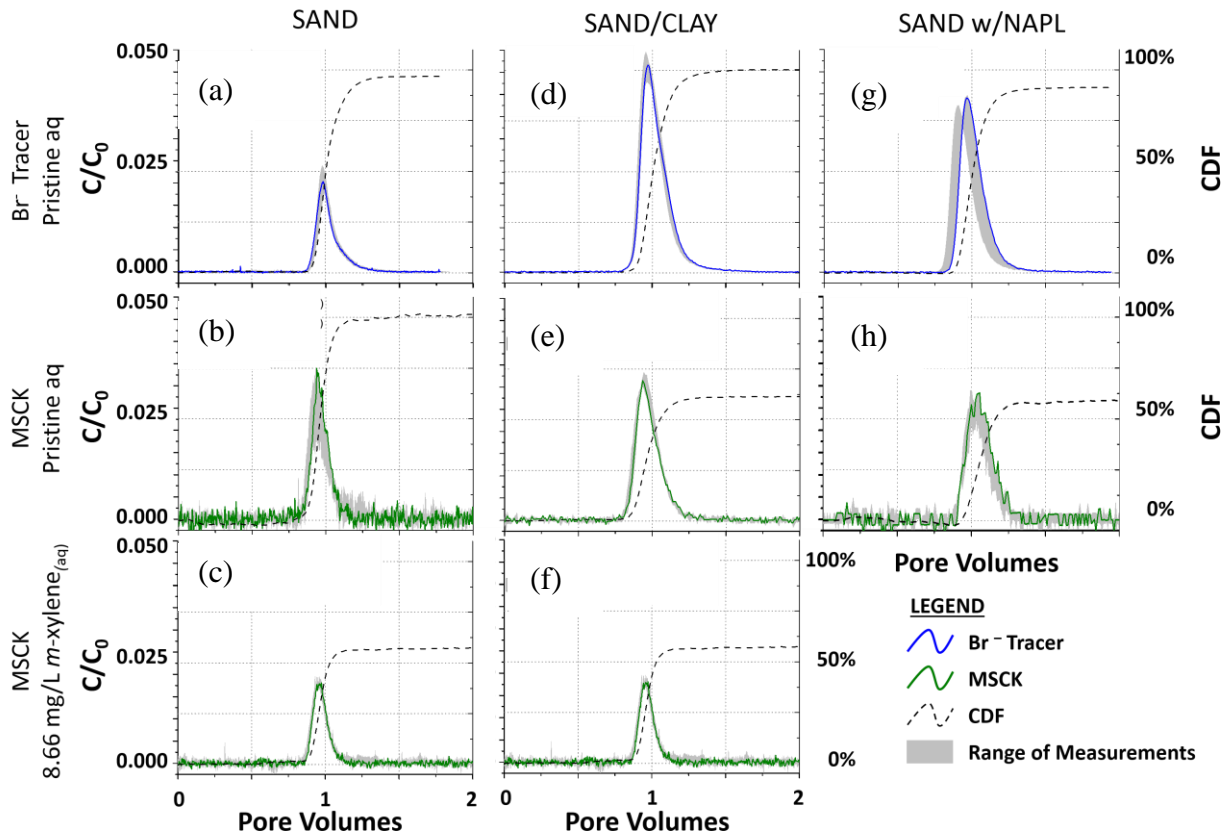 SAND
SAND/CLAY
SAND w/NAPL
Br⁻ Tracer
Pristine aq
C/C₀
0.050
0.025
0.000
(a)
(d)
(g)
100%
50%
0%
CDF
MSCK
Pristine aq
C/C₀
0.050
0.025
0.000
(b)
(e)
(h)
100%
50%
0%
CDF
MSCK
8.66 mg/L m-xylene(aq)
C/C₀
0.050
0.025
0.000
(c)
(f)
100%
50%
0%
0
1
2
0
1
2
Pore Volumes
Pore Volumes
Pore Volumes
LEGEND
Br⁻ Tracer
MSCK
CDF
Range of Measurements